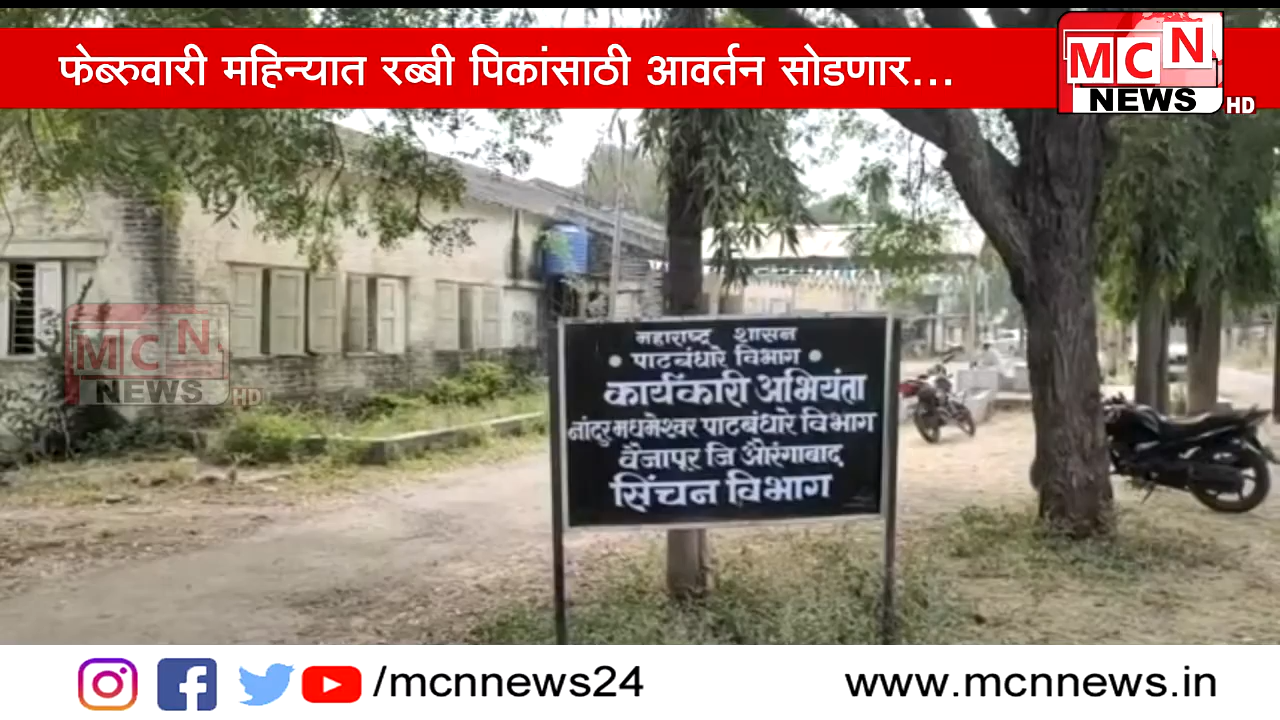 फेब्रुवारी महिन्यात रब्बी पिकांसाठी आवर्तन सोडणार...
MCN
NEWS HD
MCN
NEWS HD
महाराष्ट्र शासन
• पाटबंधारे विभाग •
कार्यकारी अभियंता
नांदुर मधमेश्वर पाटबंधारे विभाग
वैजापूर जि औरंगाबाद
सिंचन विभाग
/mcnnews24
www.mcnnews.in